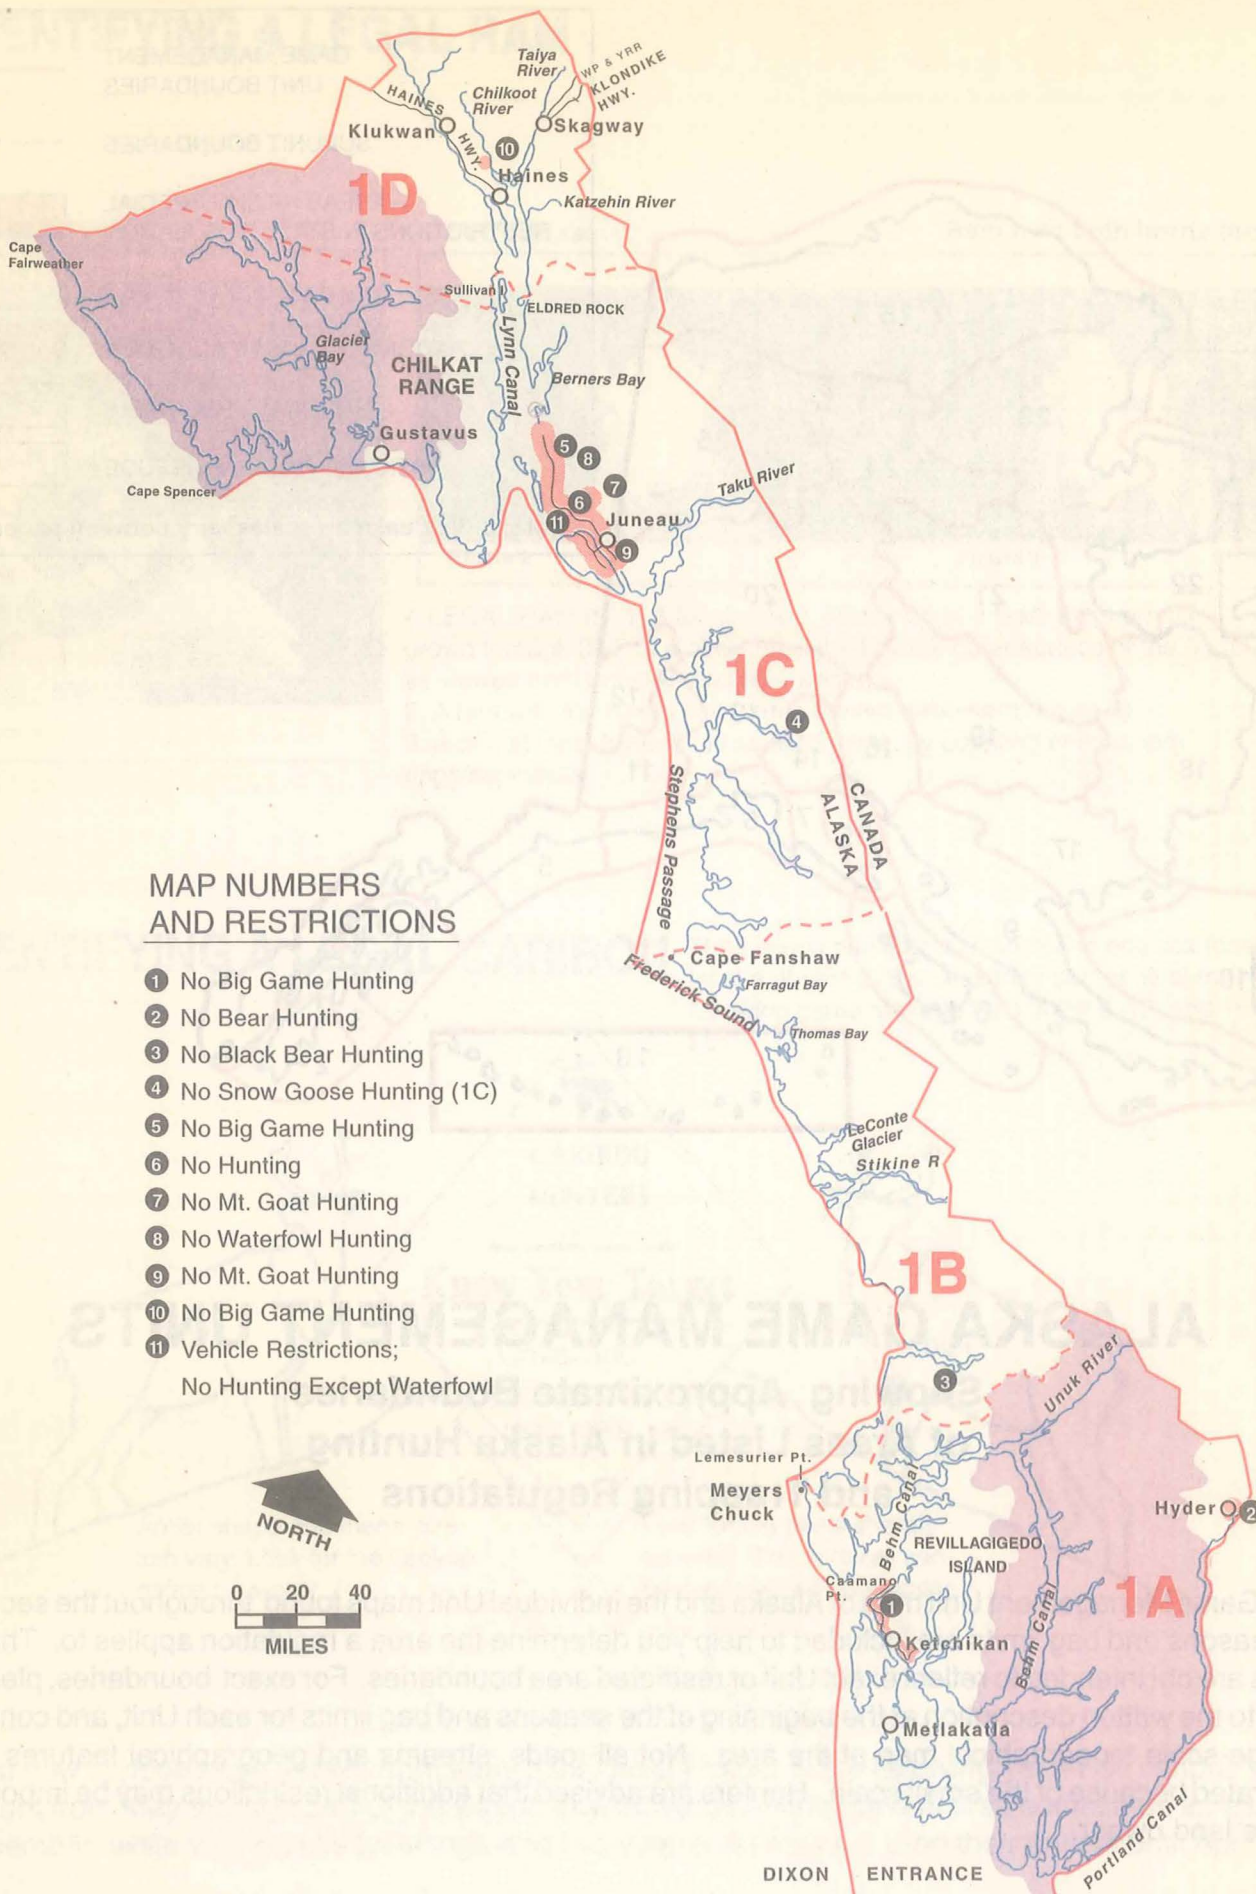 Taiya
River
WP & YRR
KLONDIKE
HWY.
HAINES
HWY.
Chilkoot
River
Klukwan
Skagway
10
1D
Haines
Katzehin River
Cape
Fairweather
Sullivan I.
ELDRED ROCK
Glacier
Bay
CHILKAT
RANGE
Lynn Canal
Berners Bay
Gustavus
5
8
7
6
11
Cape Spencer
Taku River
Juneau
9
1C
4
CANADA
ALASKA
Stephens Passage
MAP NUMBERS
AND RESTRICTIONS
1 No Big Game Hunting
2 No Bear Hunting
3 No Black Bear Hunting
4 No Snow Goose Hunting (1C)
5 No Big Game Hunting
6 No Hunting
7 No Mt. Goat Hunting
8 No Waterfowl Hunting
9 No Mt. Goat Hunting
10 No Big Game Hunting
11 Vehicle Restrictions;
No Hunting Except Waterfowl
Cape Fanshaw
Frederick Sound
Farragut Bay
Thomas Bay
LeConte
Glacier
Stikine R
1B
3
Unuk River
Lemesurier Pt.
Meyers
Chuck
Behm Canal
Hyder
2
REVILLAGIGEDO
ISLAND
Caamano
Pt.
1
1A
Ketchikan
Behm Canal
Metlakatla
NORTH
0 20 40
MILES
Portland Canal
DIXON ENTRANCE